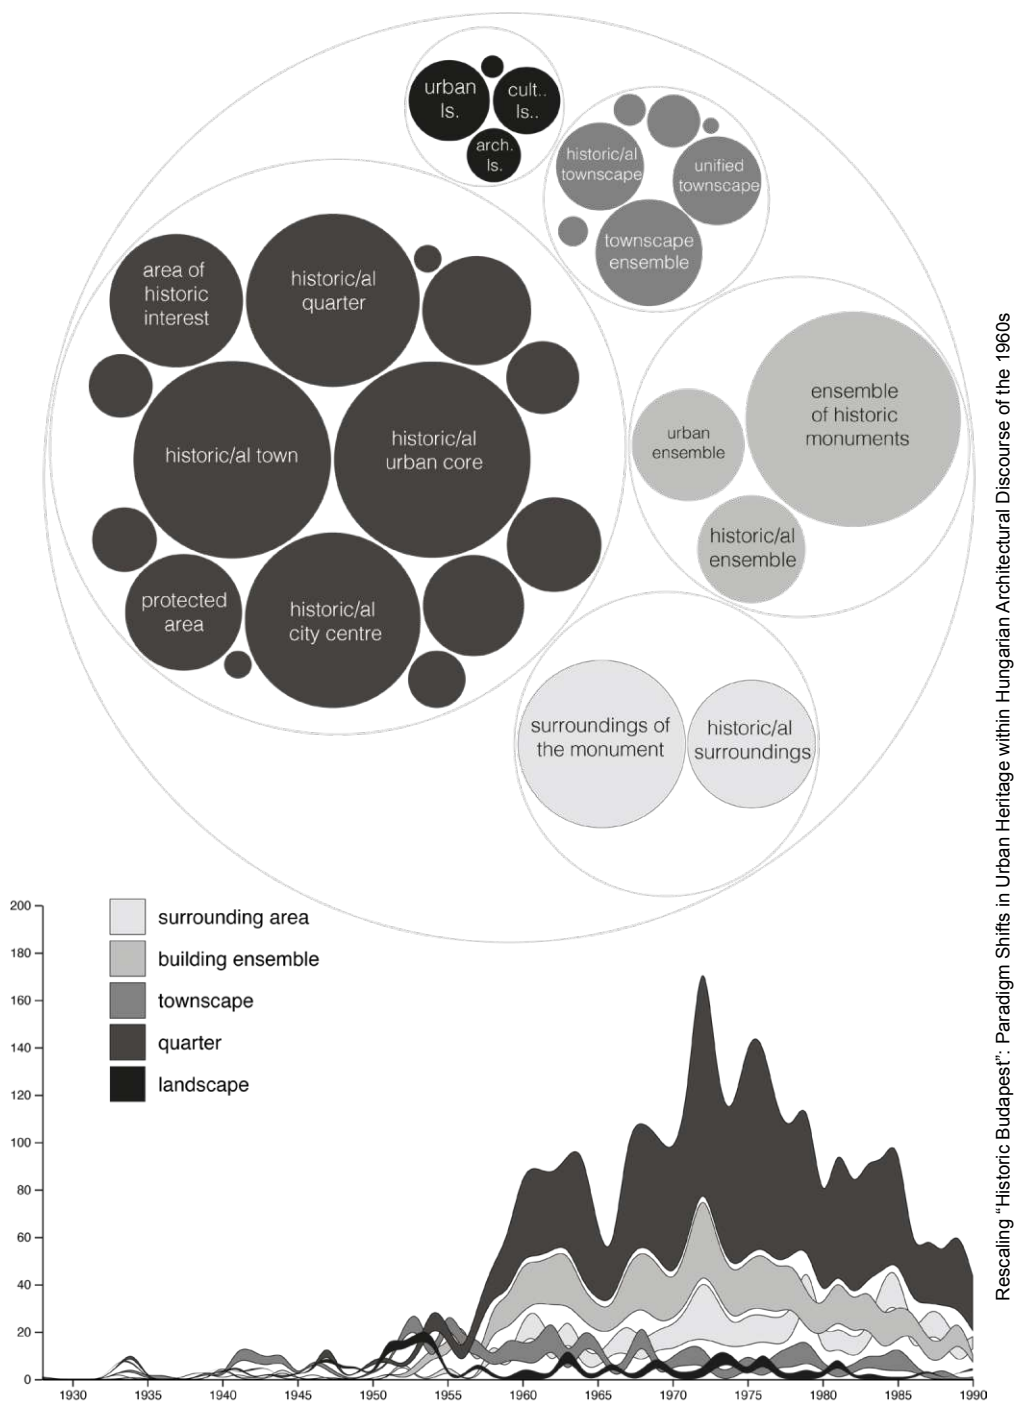 urban
ls.
cult..
ls..
arch.
ls.
historic/al
townscape
unified
townscape
townscape
ensemble
area of
historic
interest
historic/al
quarter
historic/al town
historic/al
urban core
protected
area
historic/al
city centre
ensemble
of historic
monuments
urban
ensemble
historic/al
ensemble
surroundings of
the monument
historic/al
surroundings
Rescaling “Historic Budapest”: Paradigm Shifts in Urban Heritage within Hungarian Architectural Discourse of the 1960s
surrounding area
building ensemble
townscape
quarter
landscape
200
180
160
140
120
100
80
60
40
20
0
1930 1935 1940 1945 1950 1955 1960 1965 1970 1975 1980 1985 1990